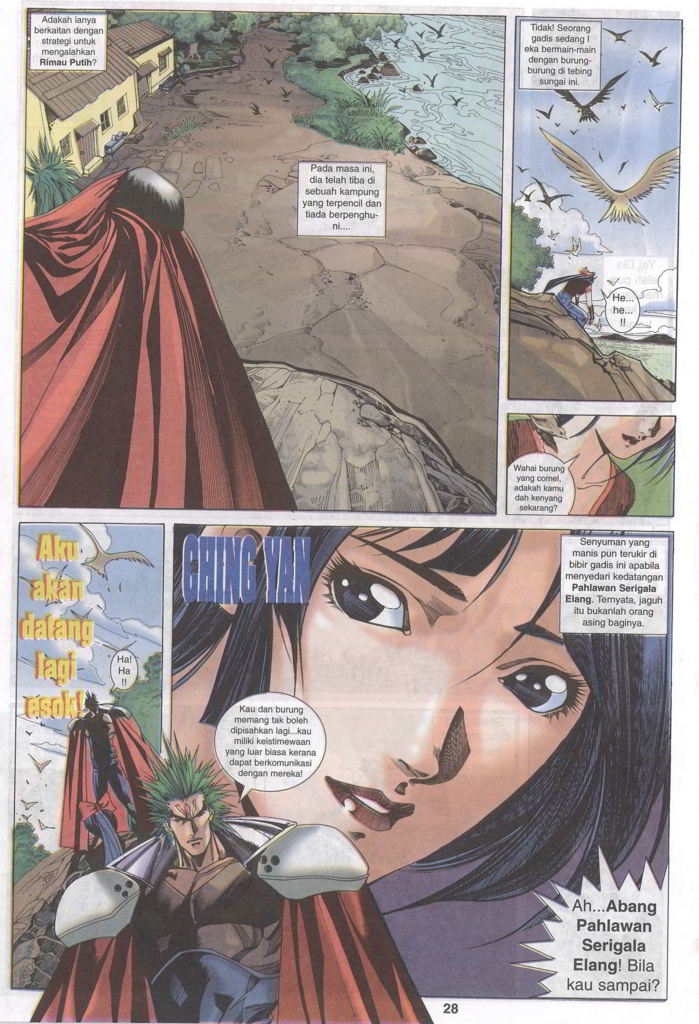 Adakah ianya
berkaitan dengan
strategi untuk
mengalahkan
Rimau Putih?
Pada masa ini,
dia telah tiba di
sebuah kampung
yang terpencil dan
tiada berpenghu-
ni....
Tidak! Seorang
gadis sedang l
eka bermain-main
dengan burung-
burung di tebing
sungai ini.
He...
he...
!!
Wahai burung
yang comel,
adakah kamu
dah kenyang
sekarang?
Aku
akan
datang
lagi
esok!
Ha!
Ha
!!
CHING YAN
Senyuman yang
manis pun terukir di
bibir gadis ini apabila
menyedari kedatangan
Pahlawan Serigala
Elang. Ternyata, jaguh
itu bukanlah orang
asing baginya.
Kau dan burung
memang tak boleh
dipisahkan lagi...kau
miliki keistimewaan
yang luar biasa kerana
dapat berkomunikasi
dengan mereka!
Ah...Abang
Pahlawan
Serigala
Elang! Bila
kau sampai?
28